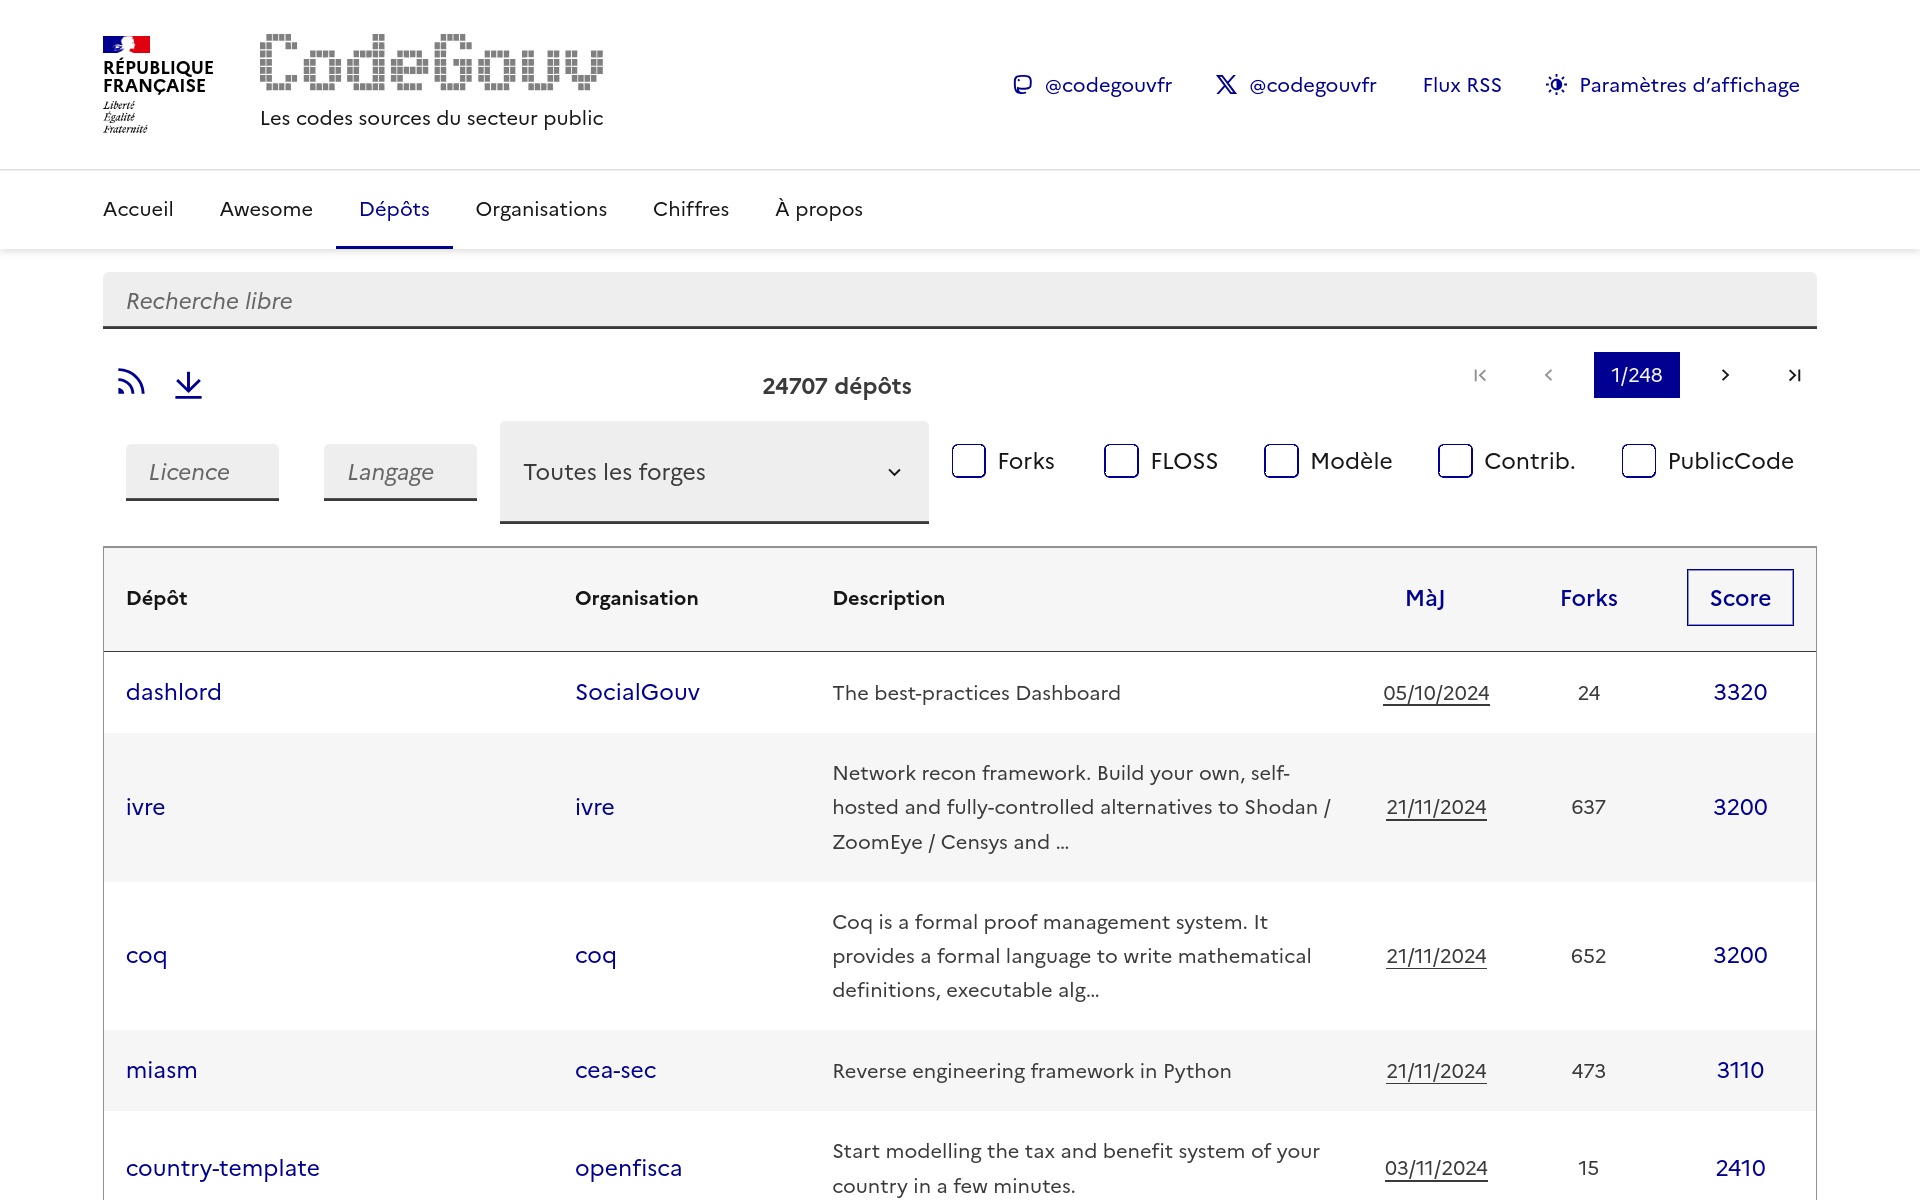 RÉPUBLIQUE
FRANÇAISE
Liberté
Égalité
Fraternité
CodeGouv
Les codes sources du secteur public
@codegouvfr
@codegouvfr
Flux RSS
Paramètres d’affichage
Accueil
Awesome
Dépôts
Organisations
Chiffres
À propos
Recherche libre
24707 dépôts
1/248
Licence
Langage
Toutes les forges
Forks
FLOSS
Modèle
Contrib.
PublicCode
Dépôt
Organisation
Description
MàJ
Forks
Score
dashlord
SocialGouv
The best-practices Dashboard
05/10/2024
24
3320
ivre
ivre
Network recon framework. Build your own, self-
hosted and fully-controlled alternatives to Shodan /
ZoomEye / Censys and ...
21/11/2024
637
3200
coq
coq
Coq is a formal proof management system. It
provides a formal language to write mathematical
definitions, executable alg...
21/11/2024
652
3200
miasm
cea-sec
Reverse engineering framework in Python
21/11/2024
473
3110
country-template
openfisca
Start modelling the tax and benefit system of your
country in a few minutes.
03/11/2024
15
2410